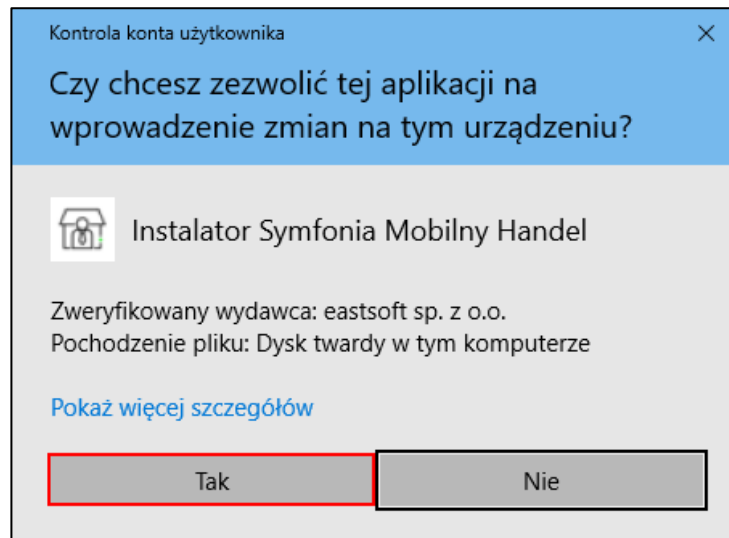 Kontrola konta użytkownika
Czy chcesz zezwolić tej aplikacji na
wprowadzenie zmian na tym urządzeniu?
Instalator Symfonia Mobilny Handel
Zweryfikowany wydawca: eastsoft sp. z o.o.
Pochodzenie pliku: Dysk twardy w tym komputerze
Pokaż więcej szczegółów
Tak
Nie